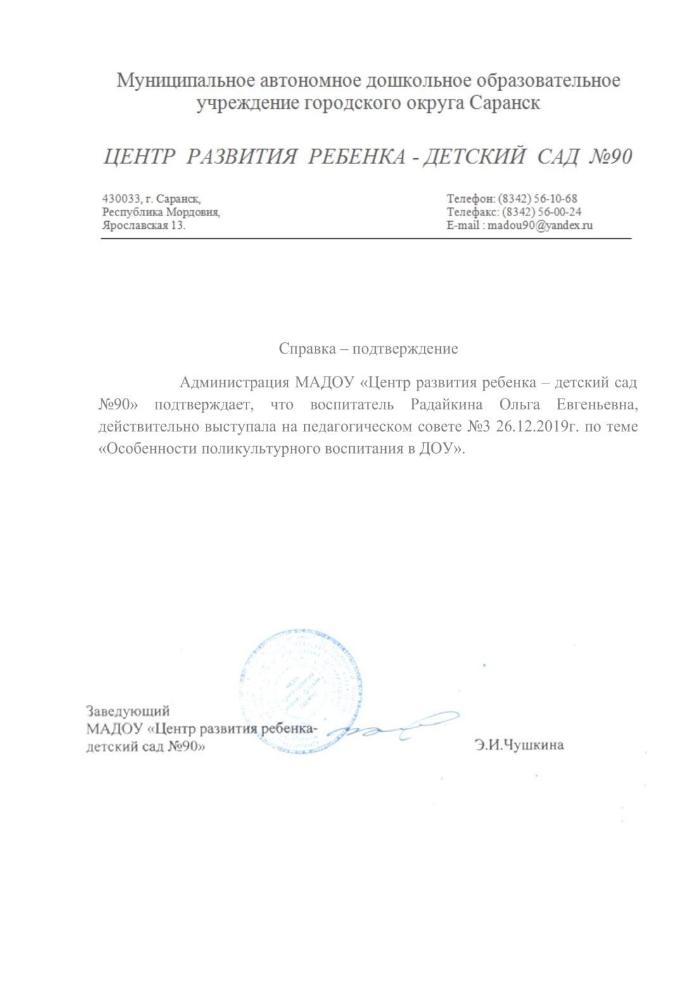 Муниципальное автономное дошкольное образовательное
учреждение городского округа Саранск
ЦЕНТР РАЗВИТИЯ РЕБЕНКА - ДЕТСКИЙ САД №90
430033, г. Саранск,
Республика Мордовия,
Ярославская 13.
Телефон: (8342) 56-10-68
Телефакс: (8342) 56-00-24
E-mail : madou90@yandex.ru
Справка – подтверждение
Администрация МАДОУ «Центр развития ребенка – детский сад
№90» подтверждает, что воспитатель Радайкина Ольга Евгеньевна,
действительно выступала на педагогическом совете №3 26.12.2019г. по теме
«Особенности поликультурного воспитания в ДОУ».
Заведующий
МАДОУ «Центр развития ребенка-
детский сад №90»
Э.И.Чушкина